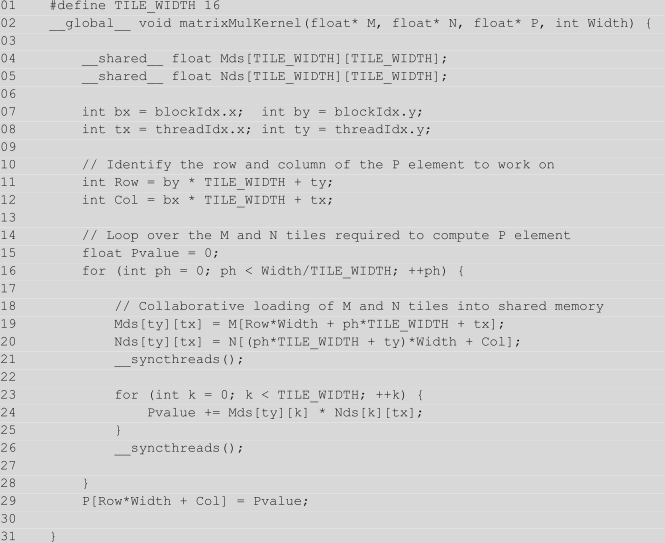 01 #define TILE_WIDTH 16
02 __global__ void matrixMulKernel(float* M, float* N, float* P, int Width) {
03
04     __shared__ float Mds[TILE_WIDTH][TILE_WIDTH];
05     __shared__ float Nds[TILE_WIDTH][TILE_WIDTH];
06
07     int bx = blockIdx.x;  int by = blockIdx.y;
08     int tx = threadIdx.x; int ty = threadIdx.y;
09
10     // Identify the row and column of the P element to work on
11     int Row = by * TILE_WIDTH + ty;
12     int Col = bx * TILE_WIDTH + tx;
13
14     // Loop over the M and N tiles required to compute P element
15     float Pvalue = 0;
16     for (int ph = 0; ph < Width/TILE_WIDTH; ++ph) {
17
18         // Collaborative loading of M and N tiles into shared memory
19         Mds[ty][tx] = M[Row*Width + ph*TILE_WIDTH + tx];
20         Nds[ty][tx] = N[(ph*TILE_WIDTH + ty)*Width + Col];
21         __syncthreads();
22
23         for (int k = 0; k < TILE_WIDTH; ++k) {
24             Pvalue += Mds[ty][k] * Nds[k][tx];
25         }
26         __syncthreads();
27
28     }
29     P[Row*Width + Col] = Pvalue;
30
31 }